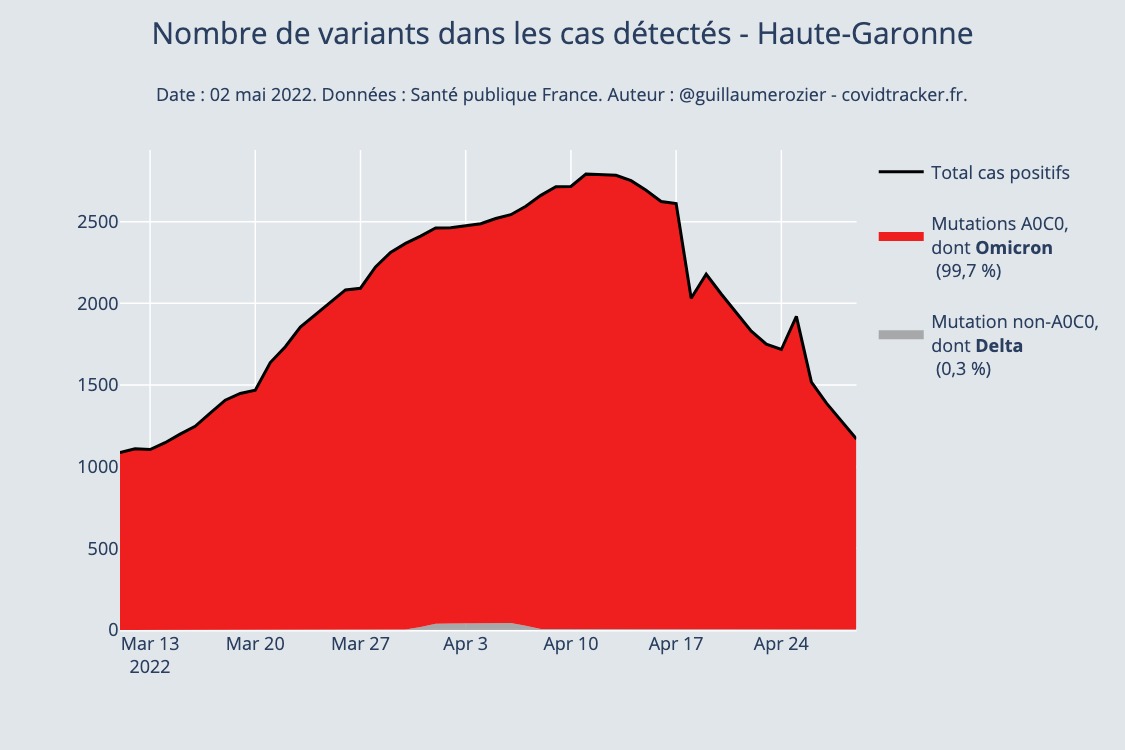 Nombre de variants dans les cas détectés - Haute-Garonne
Date : 02 mai 2022. Données : Santé publique France. Auteur : @guillaumerozier - covidtracker.fr.
Total cas positifs
Mutations A0C0,
dont Omicron
(99,7 %)
Mutation non-A0C0,
dont Delta
(0,3 %)
2500
2000
1500
1000
500
0
Mar 13
2022
Mar 20
Mar 27
Apr 3
Apr 10
Apr 17
Apr 24